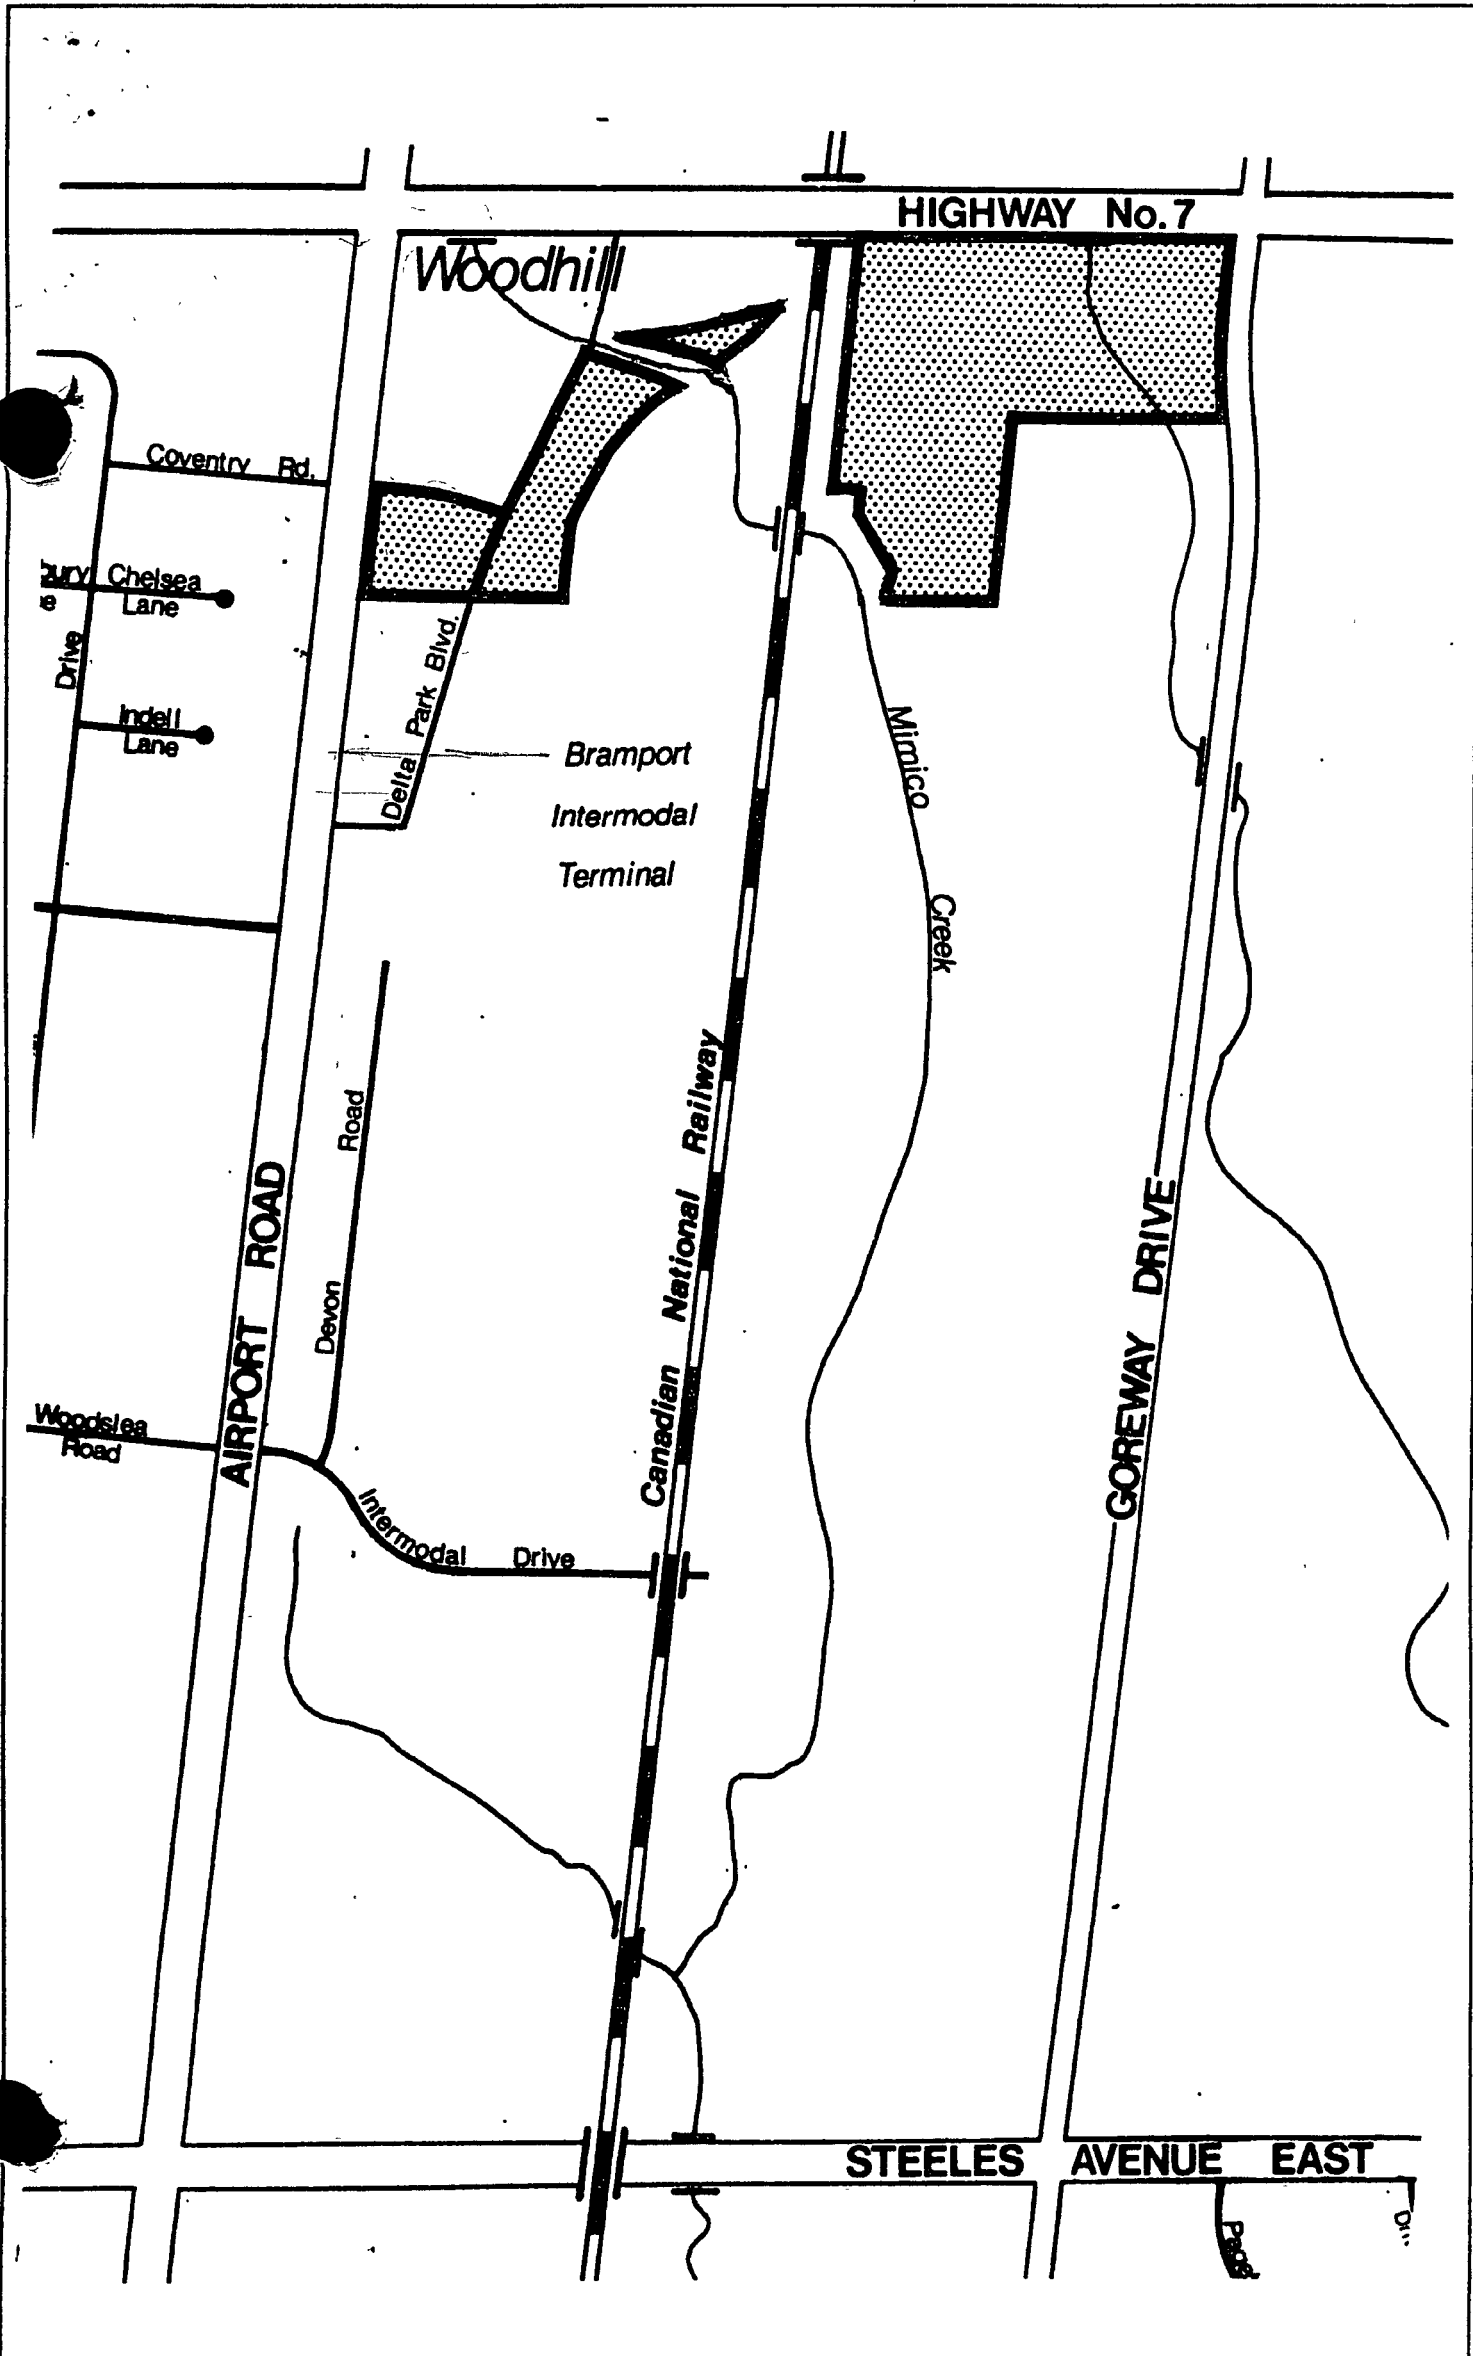 HIGHWAY No. 7
Woodhill
Coventry Rd.
Chelsea
Lane
Drive
Indell
Lane
Delta Park Blvd.
Bramport
Intermodal
Terminal
Mimico Creek
Canadian National Railway
Devon Road
AIRPORT ROAD
GOREWAY DRIVE
Woodslea
Road
Intermodal Drive
STEELES AVENUE EAST